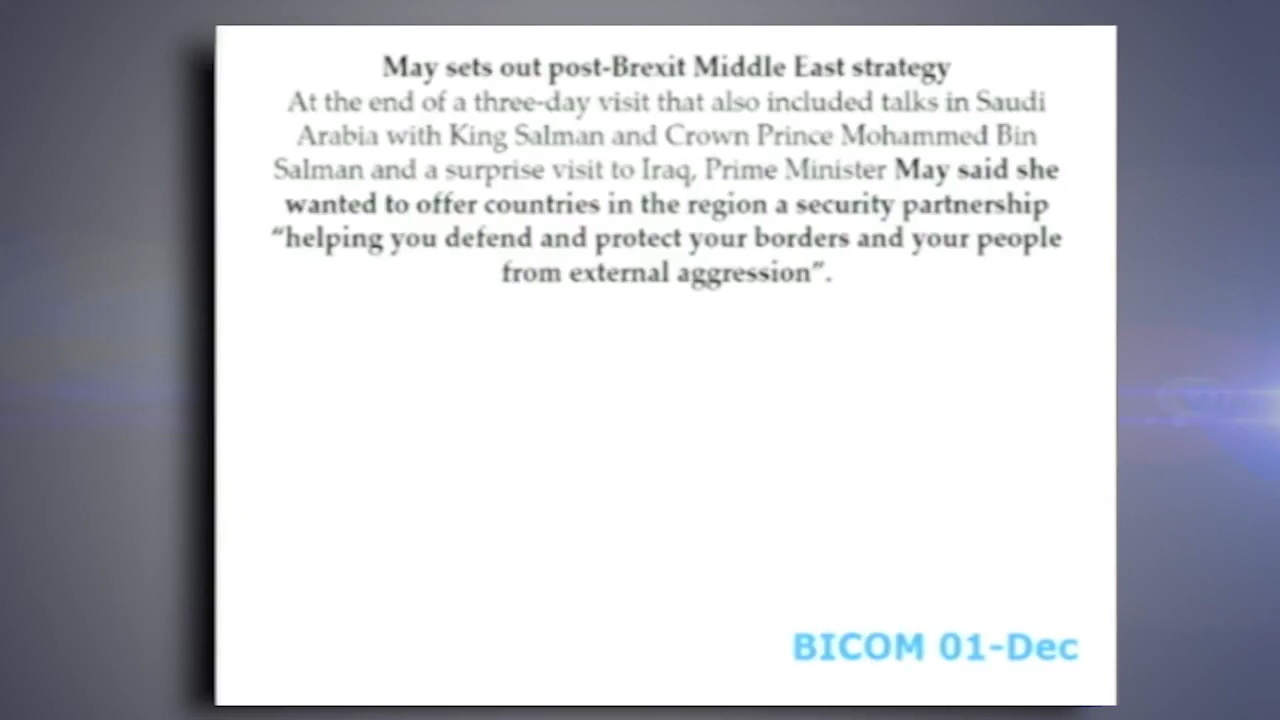 May sets out post-Brexit Middle East strategy
At the end of a three-day visit that also included talks in Saudi
Arabia with King Salman and Crown Prince Mohammed Bin
Salman and a surprise visit to Iraq, Prime Minister May said she
wanted to offer countries in the region a security partnership
“helping you defend and protect your borders and your people
from external aggression”.
BICOM 01-Dec